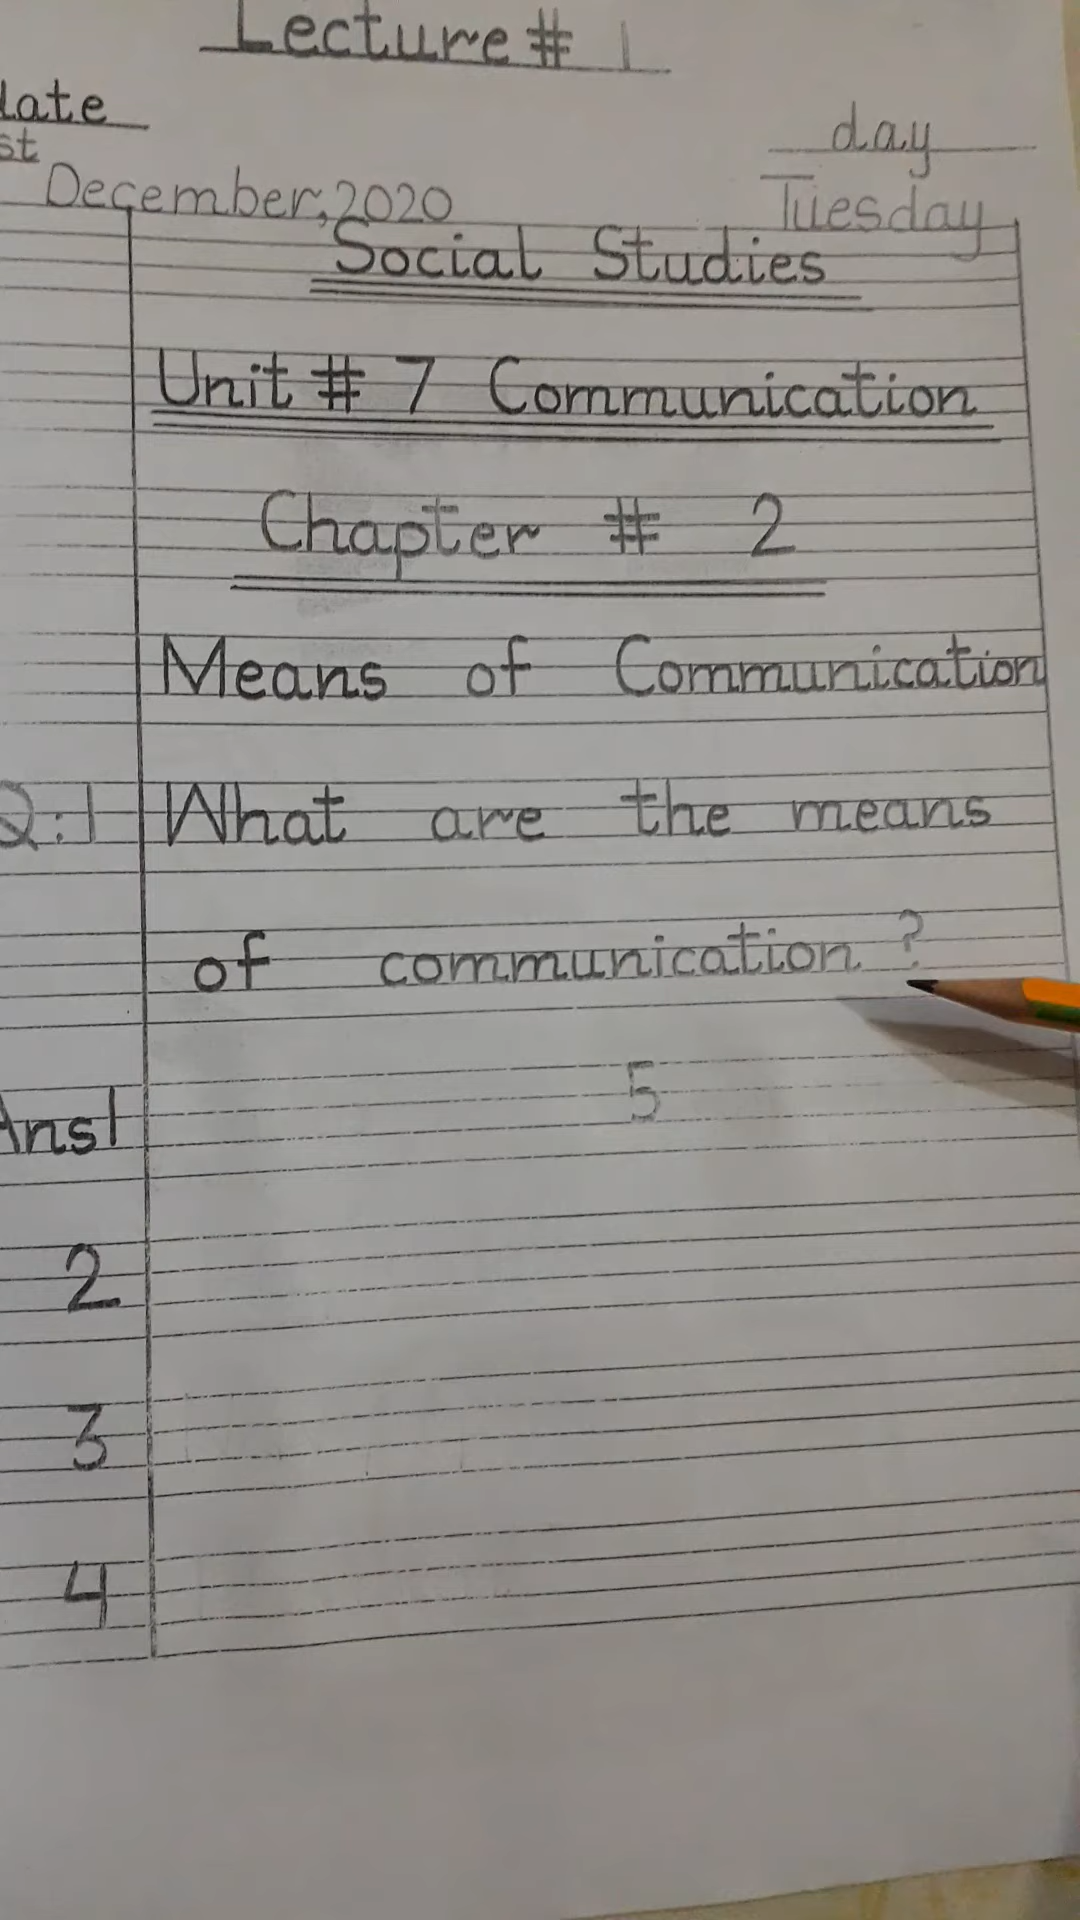 Lecture # 1
date
day
st
December, 2020
Tuesday
Social Studies
Unit # 7 Communication
Chapter # 2
Means of Communication
Q:1 What are the means
of communication ?
Ans1
5
2
3
4